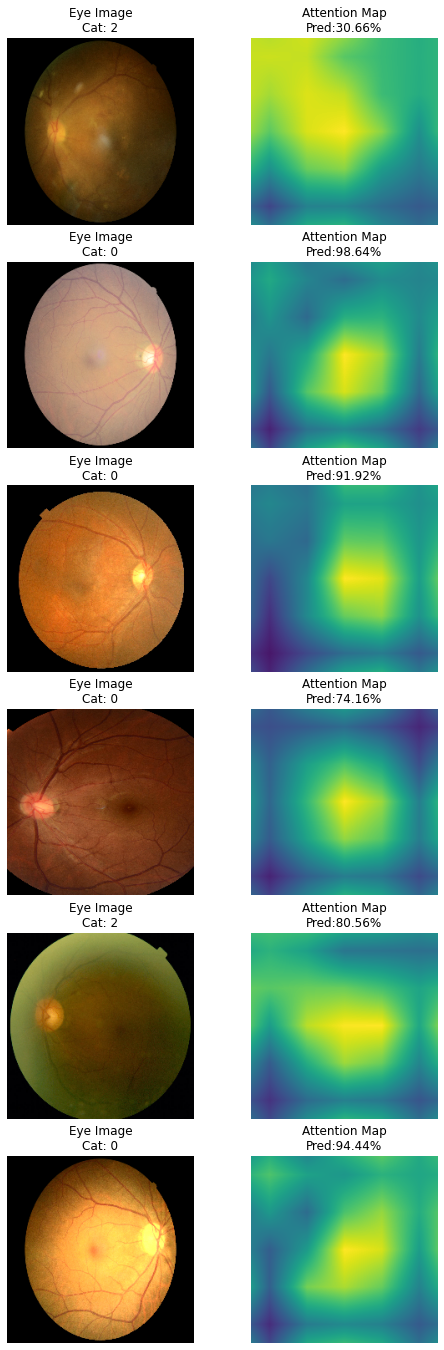 Eye Image
Cat: 2
Attention Map
Pred:30.66%
Eye Image
Cat: 0
Attention Map
Pred:98.64%
Eye Image
Cat: 0
Attention Map
Pred:91.92%
Eye Image
Cat: 0
Attention Map
Pred:74.16%
Eye Image
Cat: 2
Attention Map
Pred:80.56%
Eye Image
Cat: 0
Attention Map
Pred:94.44%